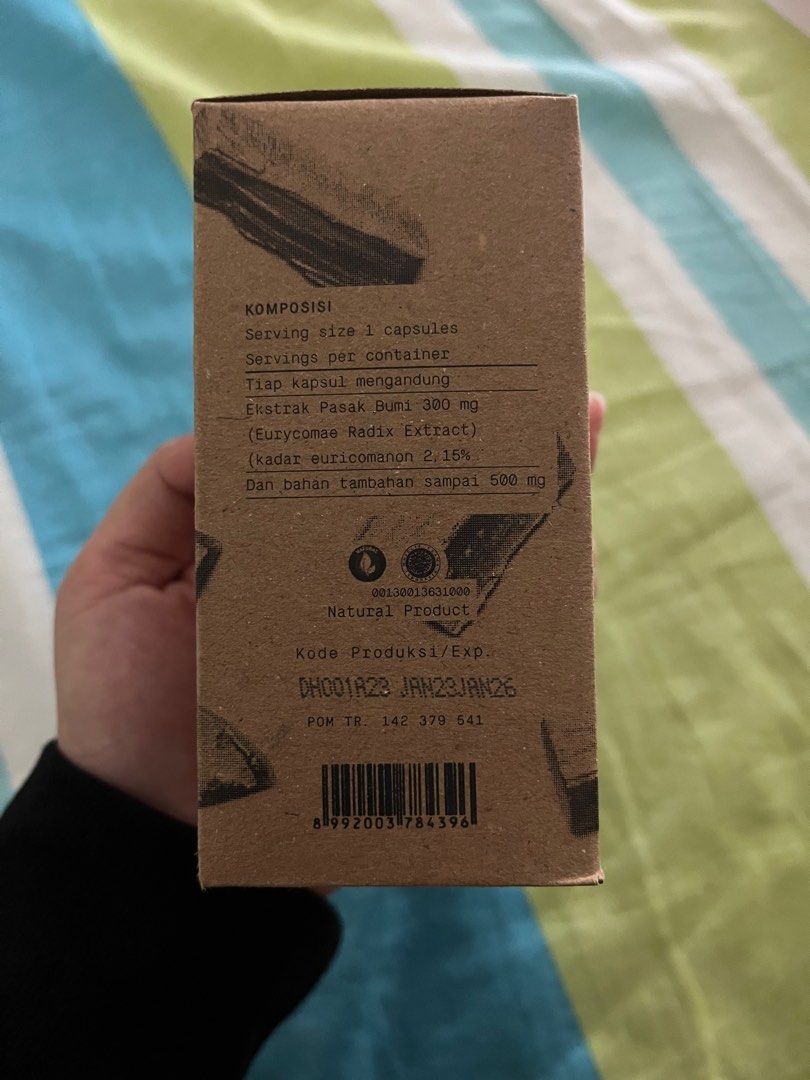 KOMPOSISI
Serving size 1 capsules
Servings per container
Tiap kapsul mengandung
Ekstrak Pasak Bumi 300 mg
(Eurycomae Radix Extract)
(kadar euricomanon 2,15%
Dan bahan tambahan sampai 500 mg
NATURAL
00130013631000
Natural Product
Kode Produksi/Exp.
DH001A23 JAN23JAN26
POM TR. 142 379 541
8 992003 784396